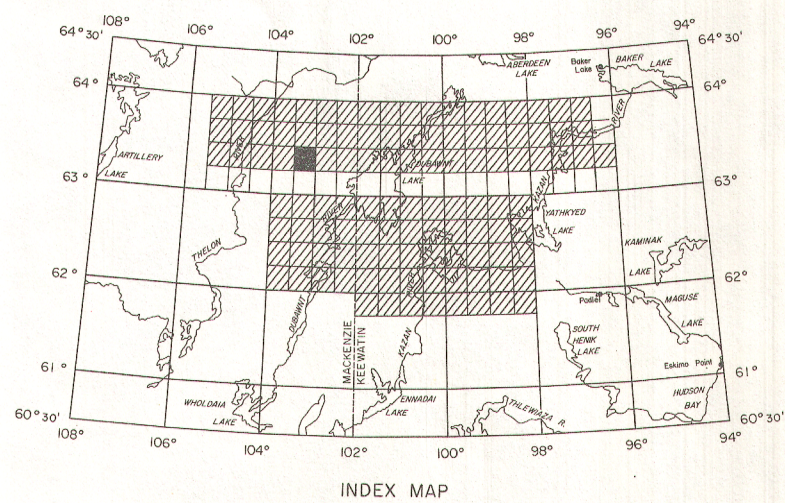 108°
106°
104°
102°
100°
98°
96°
94°
64° 30'
64° 30'
ABERDEEN
LAKE
Baker
Lake
BAKER
LAKE
64°
64°
RIVER
RIVER
ARTILLERY
LAKE
DUBAWNT
LAKE
63°
63°
KAZAN
RIVER
YATHKYED
LAKE
KAMINAK
LAKE
THELON
62°
62°
RIVER
Padlei
MAGUSE
LAKE
DUBAWNT
MACKENZIE
KEEWATIN
KAZAN
SOUTH
HENIK
LAKE
Eskimo Point
61°
61°
WHOLDAIA
LAKE
ENNADAI
LAKE
THLEWIAZA R.
HUDSON
BAY
60° 30'
60° 30'
108°
106°
104°
102°
100°
98°
96°
94°
INDEX MAP